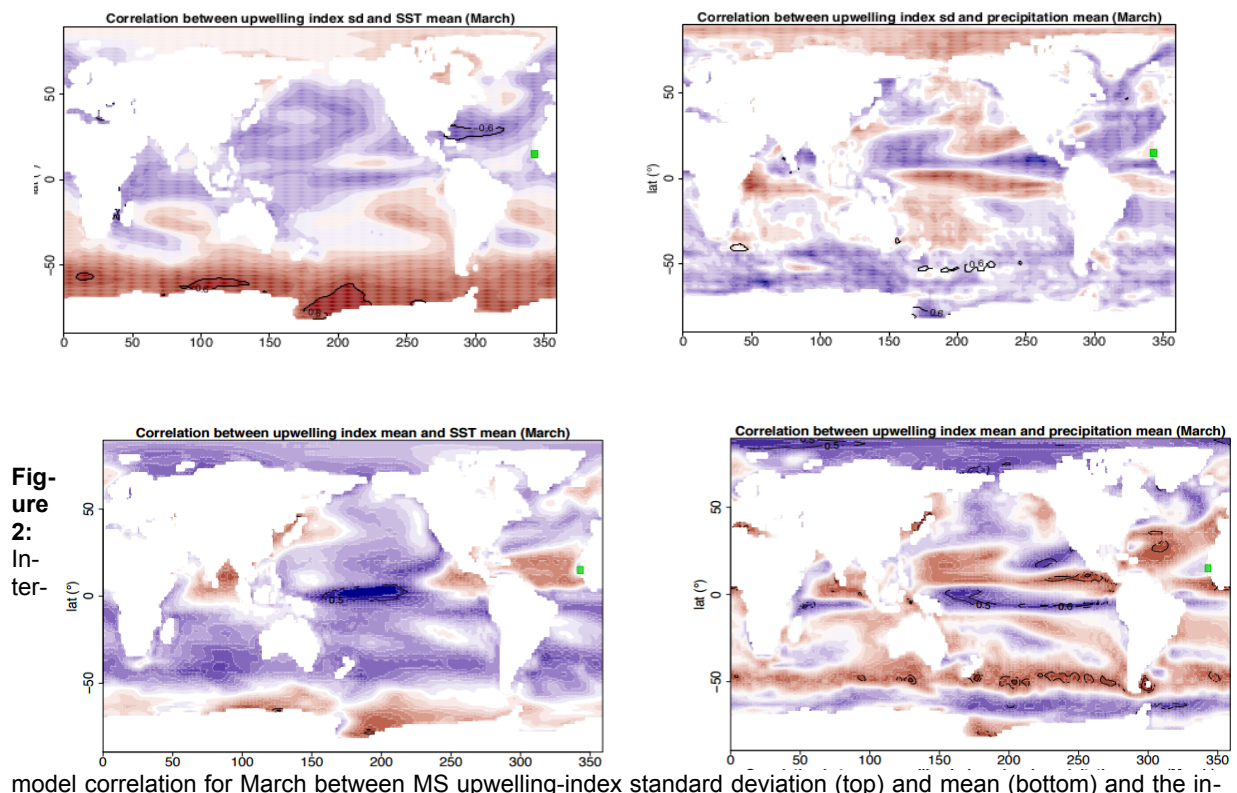 Correlation between upwelling index sd and SST mean (March)
50
0
−50
−0.6
0.6
0.6
0 50 100 150 200 250 300 350
Correlation between upwelling index sd and precipitation mean (March)
lat (°)
50
0
−50
0.6
0.6
0 50 100 150 200 250 300 350
Correlation between upwelling index mean and SST mean (March)
lat (°)
50
0
−50
0.5
0 50 100 150 200 250 300 350
Correlation between upwelling index mean and precipitation mean (March)
lat (°)
50
0
−50
0.5
0.5
0.5
0.6
0 50 100 150 200 250 300 350
Fig-
ure
2:
In-
ter-
model correlation for March between MS upwelling-index standard deviation (top) and mean (bottom) and the in-